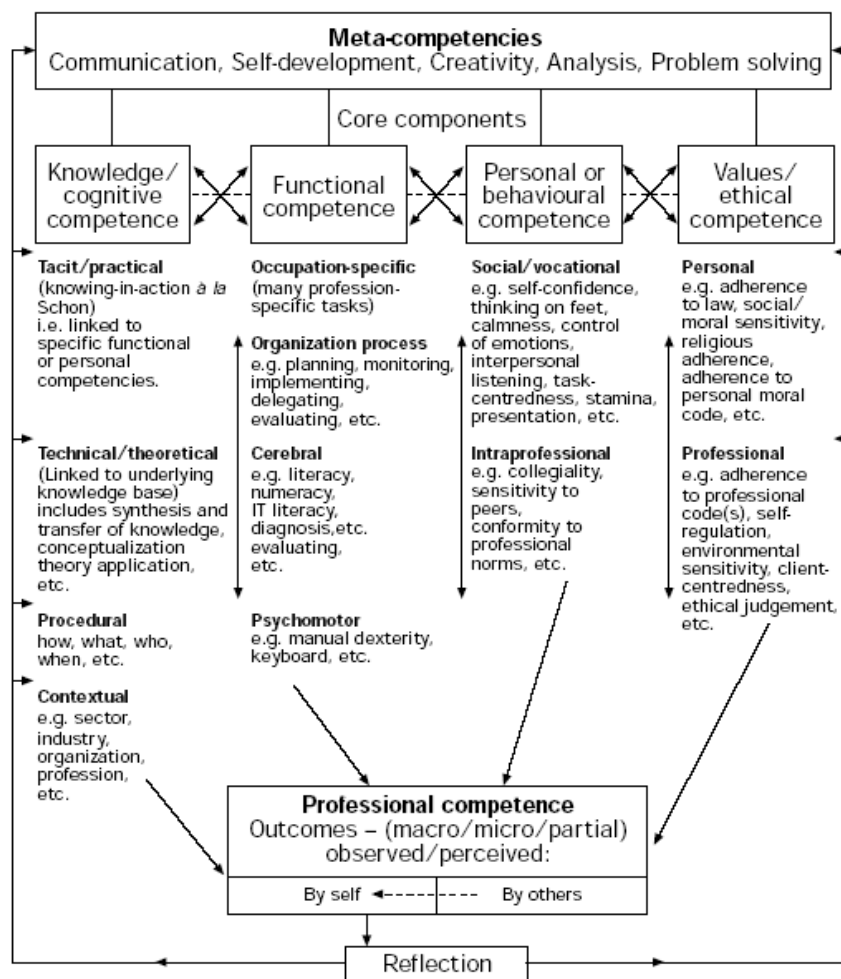 Meta-competencies
Communication, Self-development, Creativity, Analysis, Problem solving
Core components
Knowledge/
cognitive
competence
Functional
competence
Personal or
behavioural
competence
Values/
ethical
competence
Tacit/practical
(knowing-in-action à la
Schon)
i.e. linked to
specific functional
or personal
competencies.
Technical/theoretical
(Linked to underlying
knowledge base)
includes synthesis and
transfer of knowledge,
conceptualization
theory application,
etc.
Procedural
how, what, who,
when, etc.
Contextual
e.g. sector,
industry,
organization,
profession,
etc.
Occupation-specific
(many profession-
specific tasks)
Organization process
e.g. planning, monitoring,
implementing,
delegating,
evaluating, etc.
Cerebral
e.g. literacy,
numeracy,
IT literacy,
diagnosis,etc.
evaluating,
etc.
Psychomotor
e.g. manual dexterity,
keyboard, etc.
Social/vocational
e.g. self-confidence,
thinking on feet,
calmness, control
of emotions,
interpersonal
listening, task-
centredness, stamina,
presentation, etc.
Intraprofessional
e.g. collegiality,
sensitivity to
peers,
conformity to
professional
norms, etc.
Personal
e.g. adherence
to law, social/
moral sensitivity,
religious
adherence,
adherence to
personal moral
code, etc.
Professional
e.g. adherence
to professional
code(s), self-
regulation,
environmental
sensitivity, client-
centredness,
ethical judgement,
etc.
Professional competence
Outcomes – (macro/micro/partial)
observed/perceived:
By self
By others
Reflection